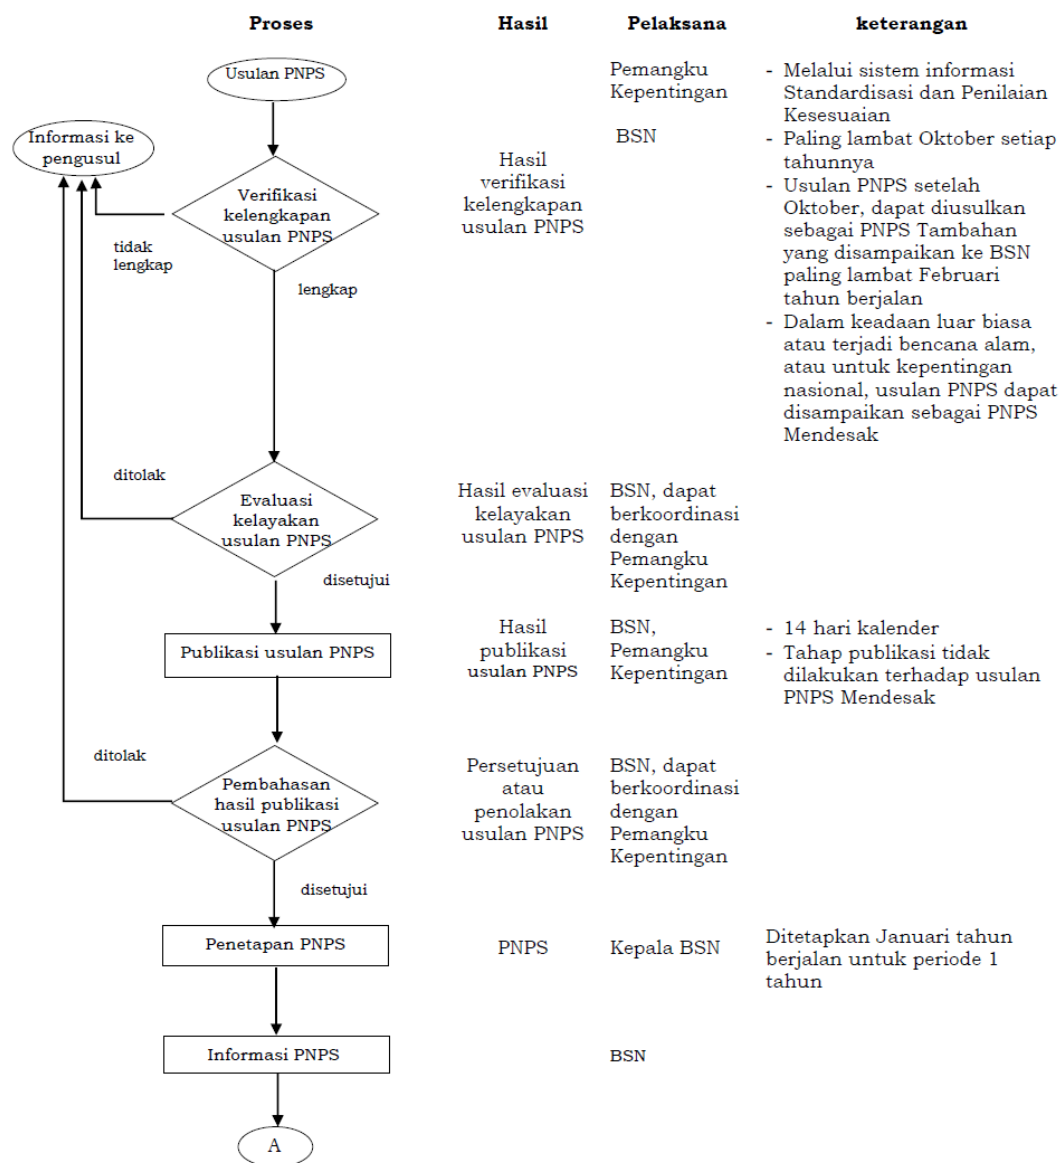 Proses Hasil Pelaksana keterangan
Usulan PNPS
Pemangku
Kepentingan
- Melalui sistem informasi
Standardisasi dan Penilaian
Kesesuaian
Informasi ke
pengusul
BSN
- Paling lambat Oktober setiap
tahunnya
- Usulan PNPS setelah
Oktober, dapat diusulkan
sebagai PNPS Tambahan
yang disampaikan ke BSN
paling lambat Februari
tahun berjalan
- Dalam keadaan luar biasa
atau terjadi bencana alam,
atau untuk kepentingan
nasional, usulan PNPS dapat
disampaikan sebagai PNPS
Mendesak
Verifikasi
kelengkapan
usulan PNPS
Hasil
verifikasi
kelengkapan
usulan PNPS
tidak
lengkap
lengkap
ditolak
Evaluasi
kelayakan
usulan PNPS
Hasil evaluasi
kelayakan
usulan PNPS
BSN, dapat
berkoordinasi
dengan
Pemangku
Kepentingan
disetujui
Publikasi usulan PNPS
Hasil
publikasi
usulan PNPS
BSN,
Pemangku
Kepentingan
- 14 hari kalender
- Tahap publikasi tidak
dilakukan terhadap usulan
PNPS Mendesak
ditolak
Pembahasan
hasil publikasi
usulan PNPS
Persetujuan
atau
penolakan
usulan PNPS
BSN, dapat
berkoordinasi
dengan
Pemangku
Kepentingan
disetujui
Penetapan PNPS
PNPS
Kepala BSN
Ditetapkan Januari tahun
berjalan untuk periode 1
tahun
Informasi PNPS
BSN
A